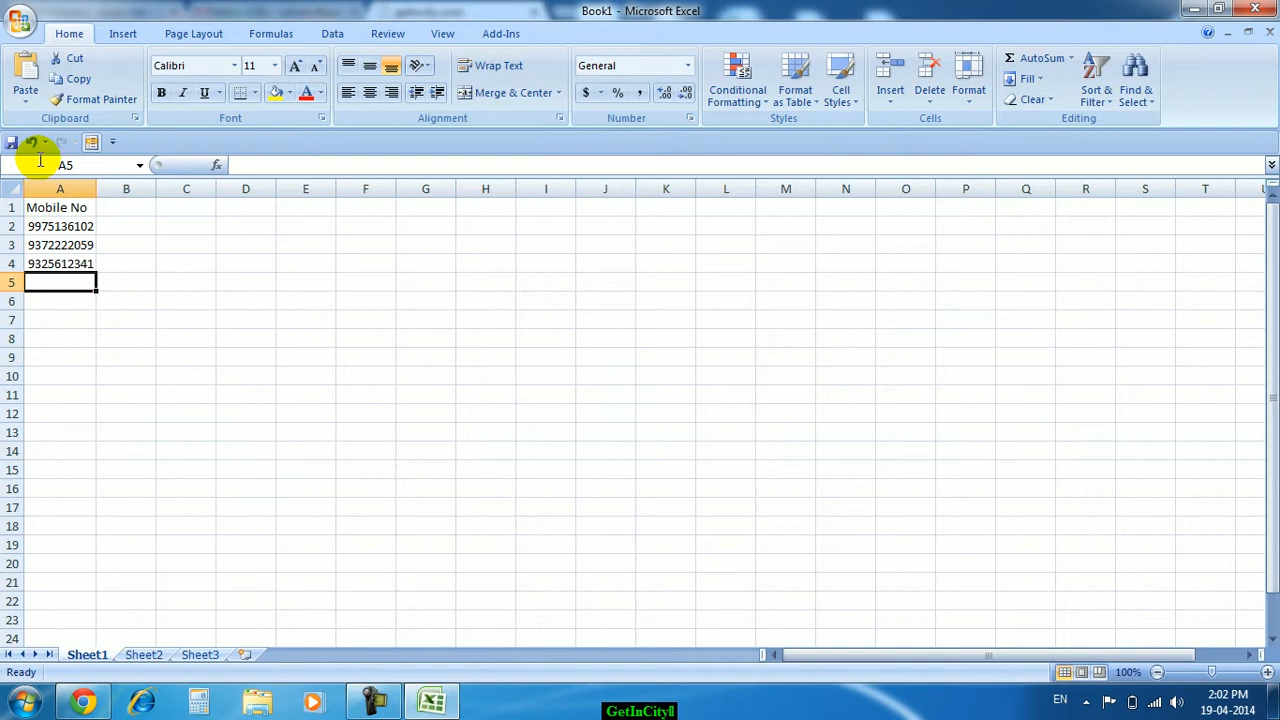 Book1 - Microsoft Excel
Home Insert Page Layout Formulas Data Review View Add-Ins
Paste
Cut
Copy
Format Painter
Clipboard
Calibri 11
B I U
Font
Wrap Text
Merge & Center
Alignment
General
$ % ,
Number
Conditional Formatting
Format as Table
Cell Styles
Styles
Insert Delete Format
Cells
AutoSum
Fill
Clear
Sort & Filter
Find & Select
Editing
A5 fx
A B C D E F G H I J K L M N O P Q R S T
1 Mobile No
2 9975136102
3 9372222059
4 9325612341
5
6
7
8
9
10
11
12
13
14
15
16
17
18
19
20
21
22
23
24
Sheet1 Sheet2 Sheet3
Ready 100%
EN 2:02 PM
19-04-2014
GetInCity